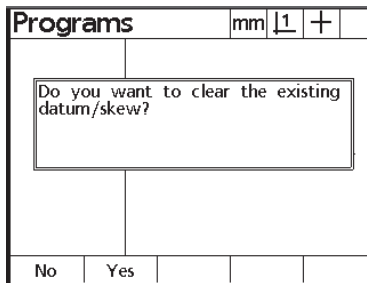 Programs mm 1
Do you want to clear the existing
datum/skew?
No Yes